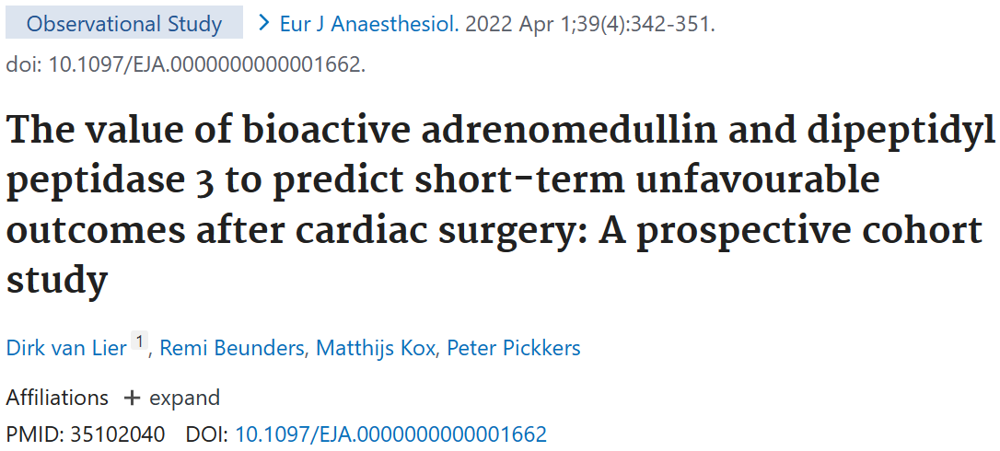 Observational Study > Eur J Anaesthesiol. 2022 Apr 1;39(4):342-351.
doi: 10.1097/EJA.0000000000001662.
The value of bioactive adrenomedullin and dipeptidyl
peptidase 3 to predict short-term unfavourable
outcomes after cardiac surgery: A prospective cohort
study
Dirk van Lier 1, Remi Beunders, Matthijs Kox, Peter Pickkers
Affiliations + expand
PMID: 35102040 DOI: 10.1097/EJA.0000000000001662